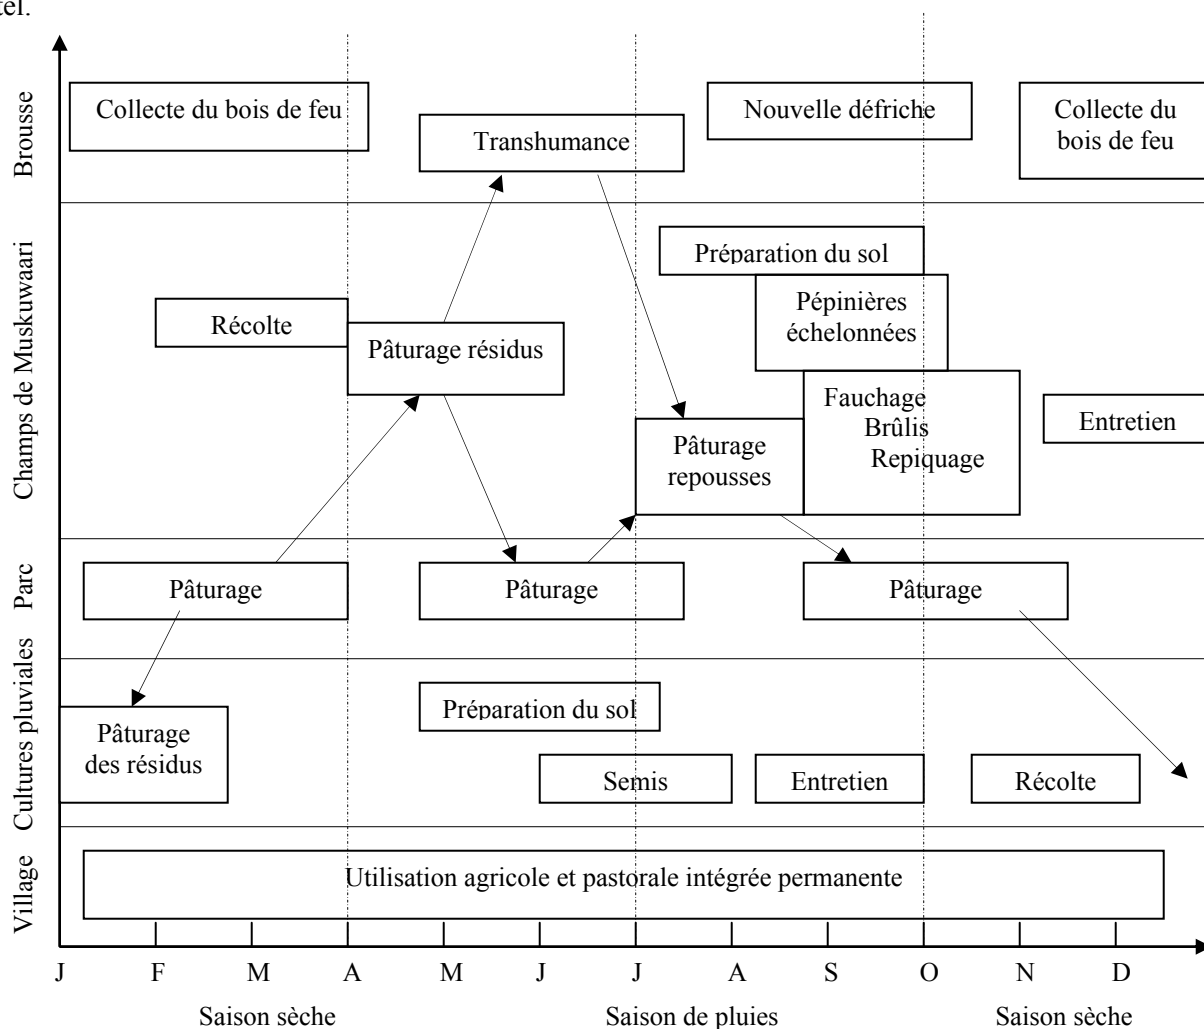 tel.
Brousse
Collecte du bois de feu
Transhumance
Nouvelle défriche
Collecte du
bois de feu
Champs de Muskuwaari
Récolte
Pâturage résidus
Préparation du sol
Pépinières
échelonnées
Fauchage
Brûlis
Repiquage
Pâturage
repousses
Entretien
Parc
Pâturage
Pâturage
Pâturage
Cultures pluviales
Pâturage
des résidus
Préparation du sol
Semis
Entretien
Récolte
Village
Utilisation agricole et pastorale intégrée permanente
J F M A M J J A S O N D
Saison sèche Saison de pluies Saison sèche